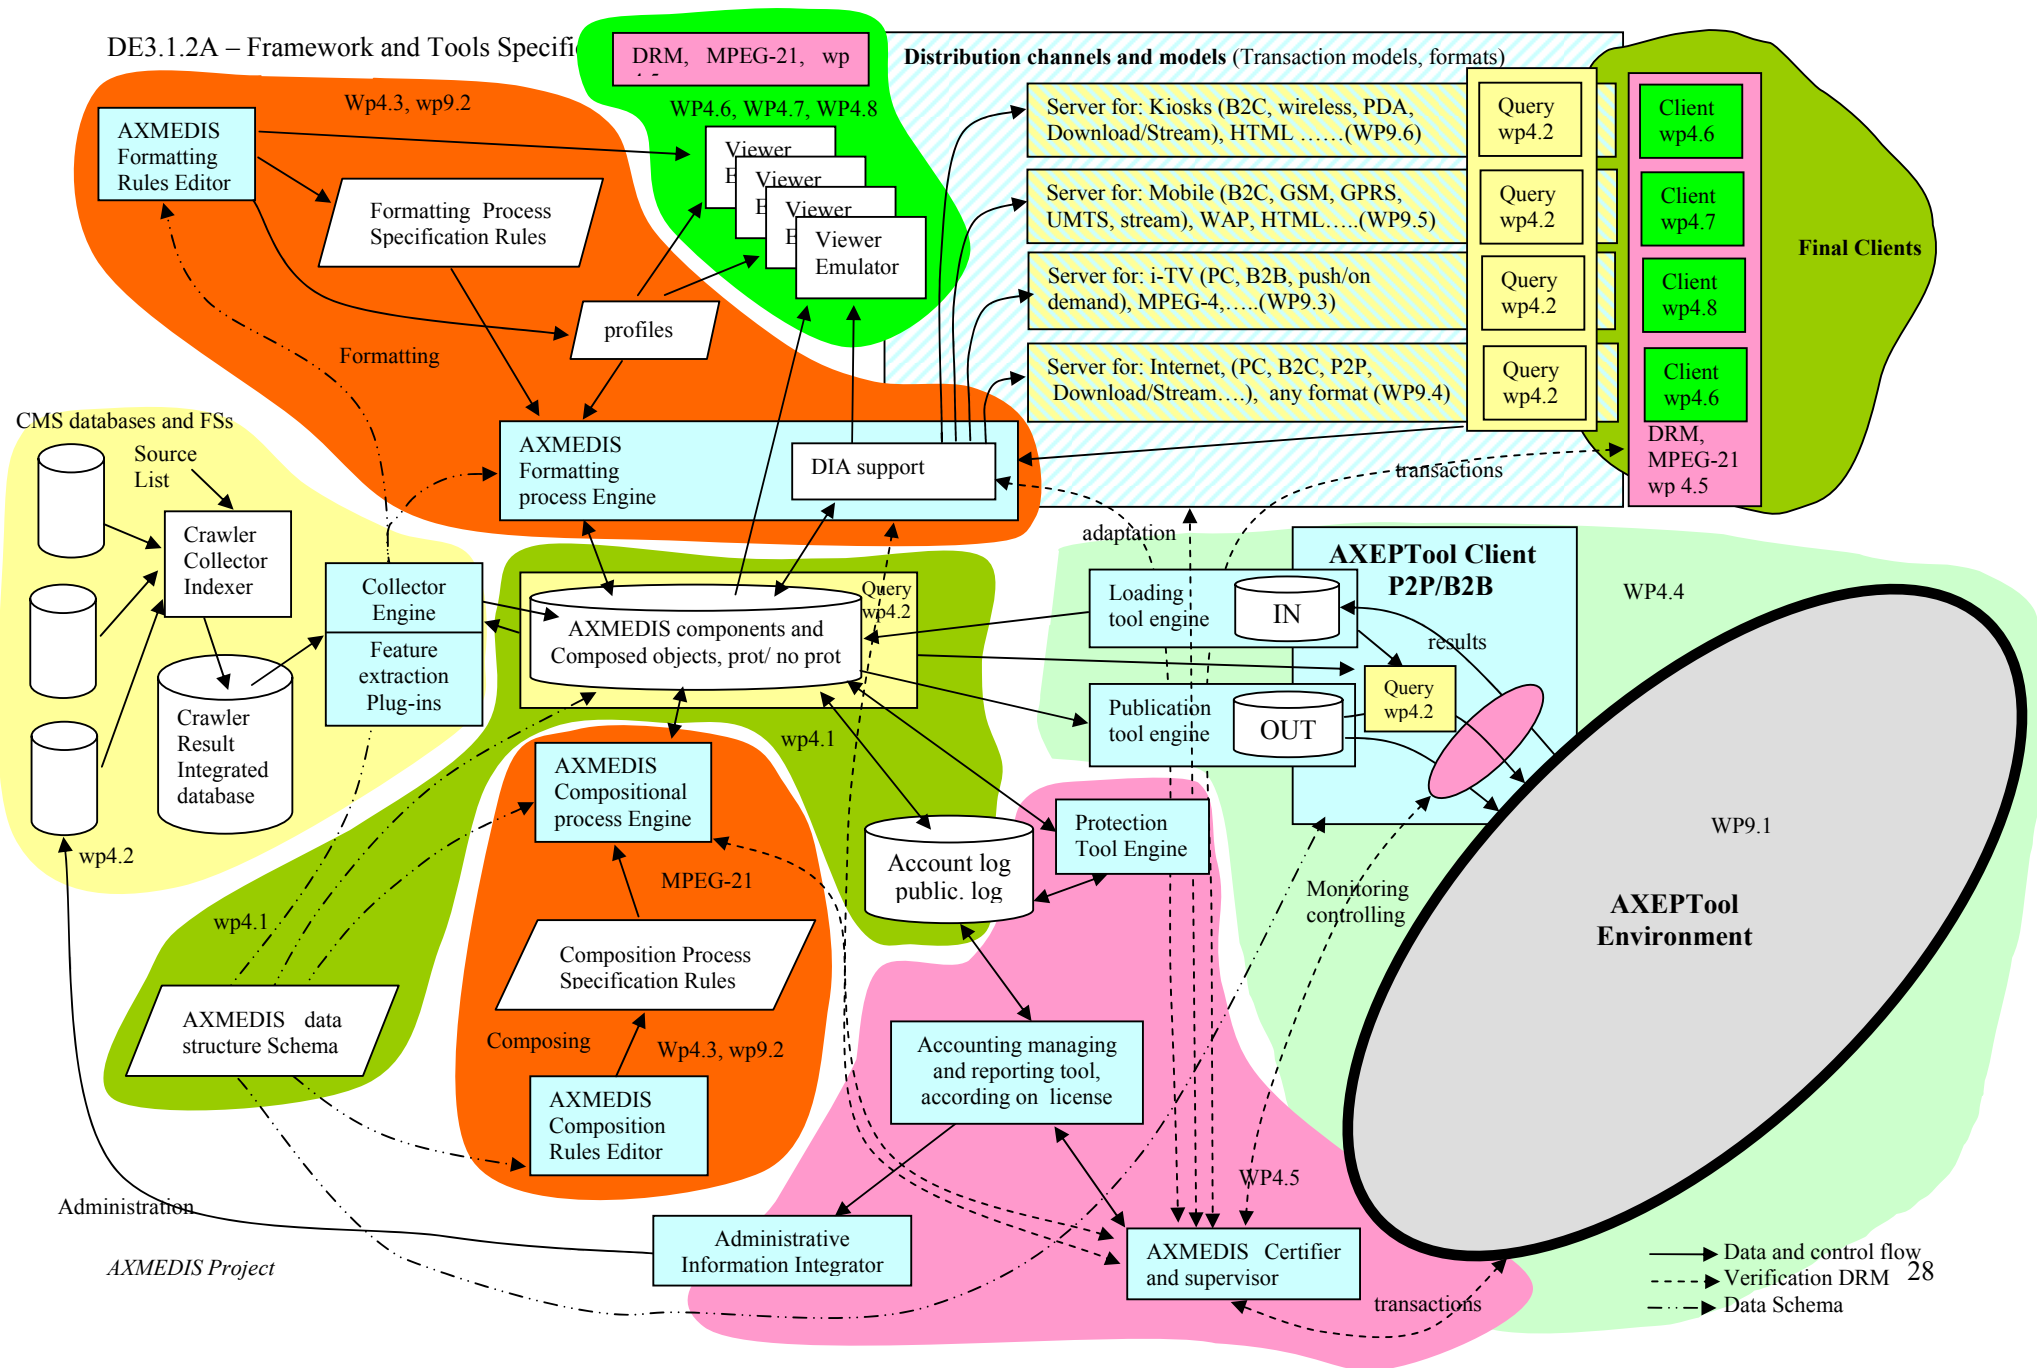 DE3.1.2A – Framework and Tools Specifi
DRM, MPEG-21, wp
Distribution channels and models (Transaction models, formats)
Wp4.3, wp9.2
WP4.6, WP4.7, WP4.8
AXMEDIS
Formatting
Rules Editor
Formatting Process
Specification Rules
profiles
Formatting
Viewer
E
Viewer
E
Viewer
E
Viewer
Emulator
Server for: Kiosks (B2C, wireless, PDA,
Download/Stream), HTML ……(WP9.6)
Server for: Mobile (B2C, GSM, GPRS,
UMTS, stream), WAP, HTML…..(WP9.5)
Server for: i-TV (PC, B2B, push/on
demand), MPEG-4,…..(WP9.3)
Server for: Internet, (PC, B2C, P2P,
Download/Stream….), any format (WP9.4)
Query
wp4.2
Query
wp4.2
Query
wp4.2
Query
wp4.2
Client
wp4.6
Client
wp4.7
Client
wp4.8
Client
wp4.6
DRM,
MPEG-21
wp 4.5
Final Clients
CMS databases and FSs
Source
List
Crawler
Collector
Indexer
Crawler
Result
Integrated
database
wp4.2
Collector
Engine
Feature
extraction
Plug-ins
AXMEDIS
Formatting
process Engine
DIA support
transactions
adaptation
Query
wp4.2
AXMEDIS components and
Composed objects, prot/ no prot
wp4.1
AXEPTool Client
P2P/B2B
Loading
tool engine
IN
results
Query
wp4.2
Publication
tool engine
OUT
WP4.4
WP9.1
AXEPTool
Environment
AXMEDIS
Compositional
process Engine
MPEG-21
Composition Process
Specification Rules
Composing
Wp4.3, wp9.2
AXMEDIS
Composition
Rules Editor
Account log
public. log
Protection
Tool Engine
Monitoring
controlling
wp4.1
AXMEDIS data
structure Schema
Accounting managing
and reporting tool,
according on license
WP4.5
Administration
Administrative
Information Integrator
AXMEDIS Certifier
and supervisor
transactions
AXMEDIS Project
Data and control flow
Verification DRM
Data Schema
28